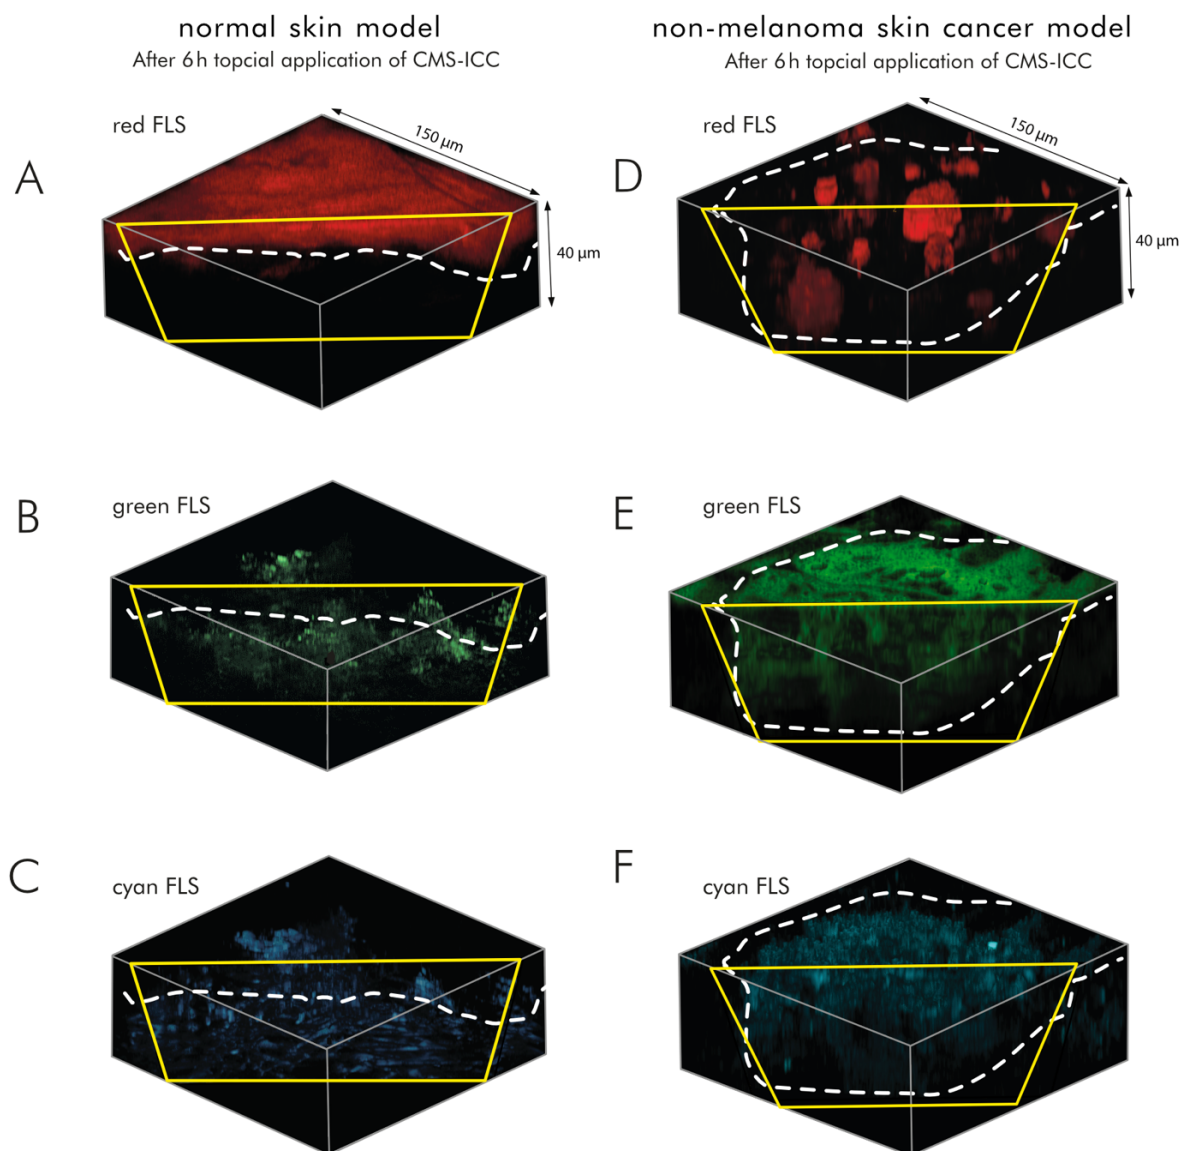 normal skin model
After 6h topcial application of CMS-ICC
non-melanoma skin cancer model
After 6h topcial application of CMS-ICC
A
red FLS
150 µm
40 µm
D
red FLS
150 µm
40 µm
B
green FLS
E
green FLS
C
cyan FLS
F
cyan FLS